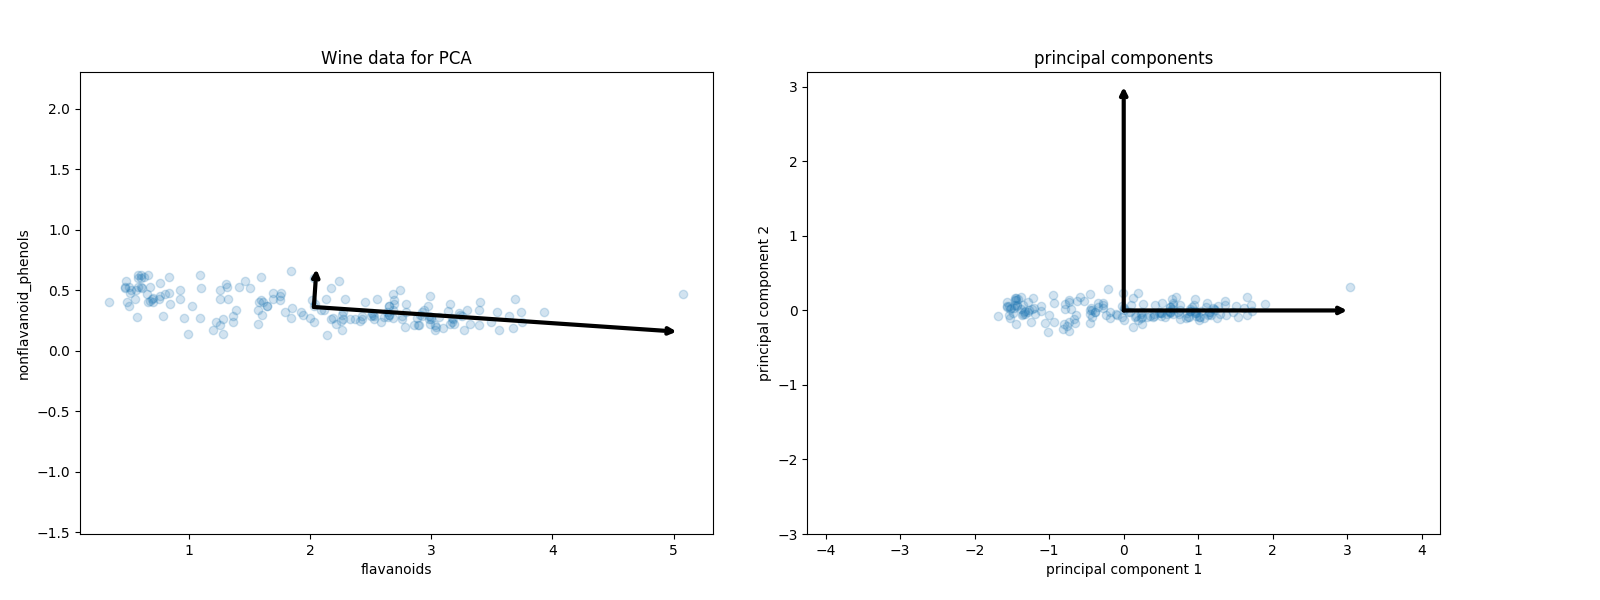 Wine data for PCA
2.0
1.5
1.0
0.5
0.0
−0.5
−1.0
−1.5
nonflavanoid_phenols
1 2 3 4 5
flavanoids
principal components
3
2
1
0
−1
−2
−3
principal component 2
−4 −3 −2 −1 0 1 2 3 4
principal component 1